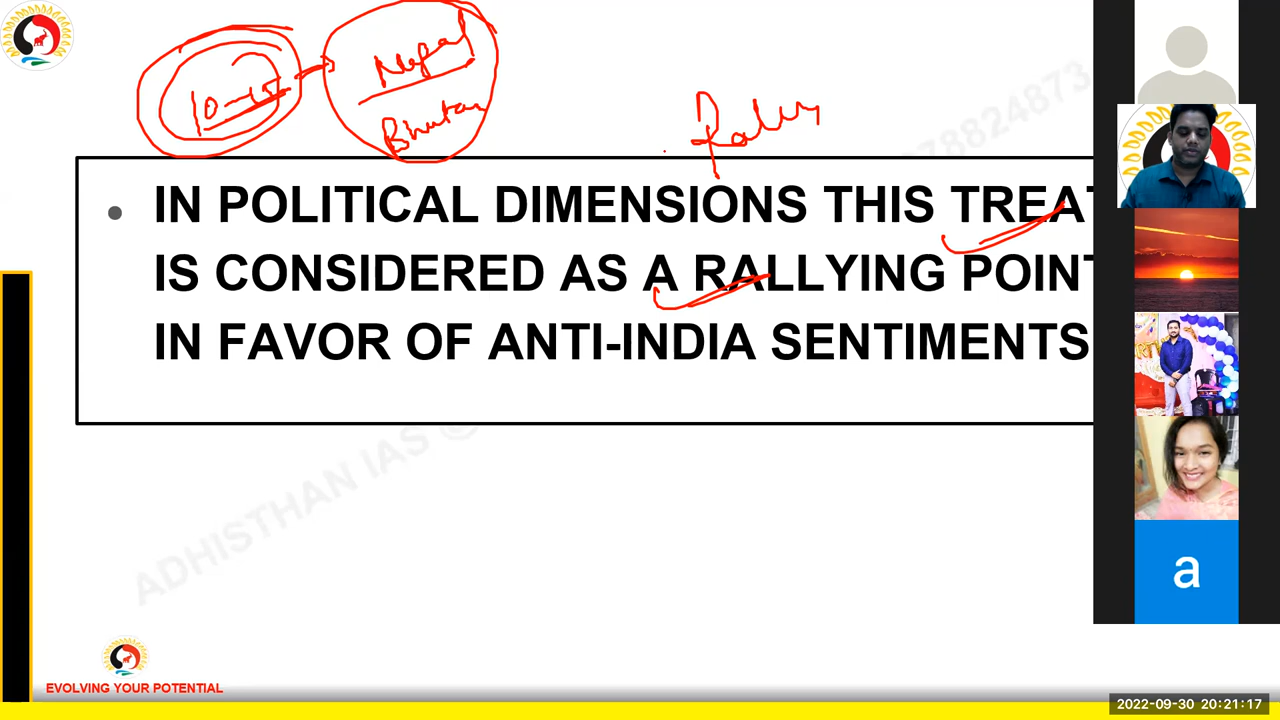 10-15
Nepal
Bhutan
Rally
78824873
IN POLITICAL DIMENSIONS THIS TREAT
IS CONSIDERED AS A RALLYING POINT
IN FAVOR OF ANTI-INDIA SENTIMENTS
ADHISTHAN IAS @
a
EVOLVING YOUR POTENTIAL
2022-09-30 20:21:17